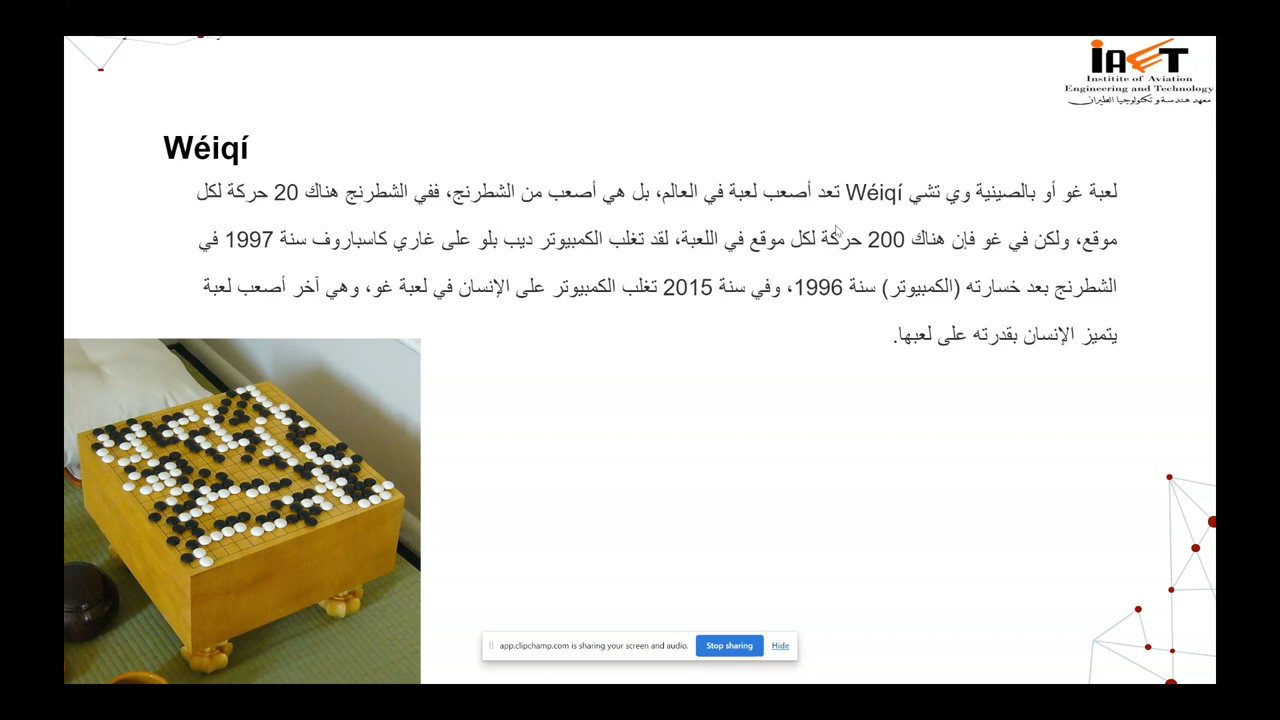 IAET
Institite of Aviation
Engineering and Technology
معهد هندسة و تكنولوجيا الطيران
Wéiqí
لعبة غو أو بالصينية وي تشي Wéiqí تعد أصعب لعبة في العالم، بل هي أصعب من الشطرنج، ففي الشطرنج هناك 20 حركة لكل
موقع، ولكن في غو فإن هناك 200 حركة لكل موقع في اللعبة، لقد تغلب الكمبيوتر ديب بلو على غاري كاسباروف سنة 1997 في
الشطرنج بعد خسارته (الكمبيوتر) سنة 1996، وفي سنة 2015 تغلب الكمبيوتر على الإنسان في لعبة غو، وهي آخر أصعب لعبة
يتميز الإنسان بقدرته على لعبها.
app.clipchamp.com is sharing your screen and audio. Stop sharing Hide